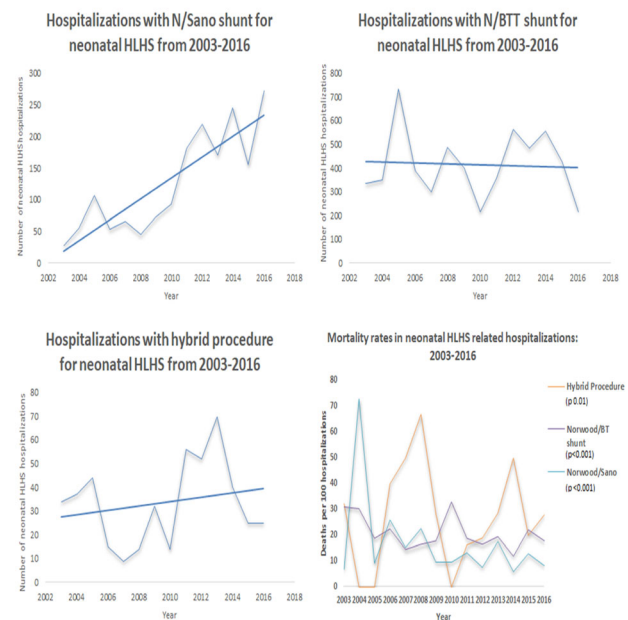 Hospitalizations with N/Sano shunt for
neonatal HLHS from 2003-2016
Number of neonatal HLHS hospitalizations
300
250
200
150
100
50
0
2002 2004 2006 2008 2010 2012 2014 2016 2018
Year
Hospitalizations with N/BTT shunt for
neonatal HLHS from 2003-2016
Number of neonatal HLHS hospitalizations
800
700
600
500
400
300
200
100
0
2002 2004 2006 2008 2010 2012 2014 2016 2018
Year
Hospitalizations with hybrid procedure
for neonatal HLHS from 2003-2016
Number of neonatal HLHS hospitalizations
80
70
60
50
40
30
20
10
0
2002 2004 2006 2008 2010 2012 2014 2016 2018
Year
Mortality rates in neonatal HLHS related hospitalizations:
2003-2016
Deaths per 100 hospitalizations
80
70
60
50
40
30
20
10
0
2003 2004 2005 2006 2007 2008 2009 2010 2011 2012 2013 2014 2015 2016
Year
Hybrid Procedure
(p 0.01)
Norwood/BT
shunt
(p<0.001)
Norwood/Sano
(p <0.001)